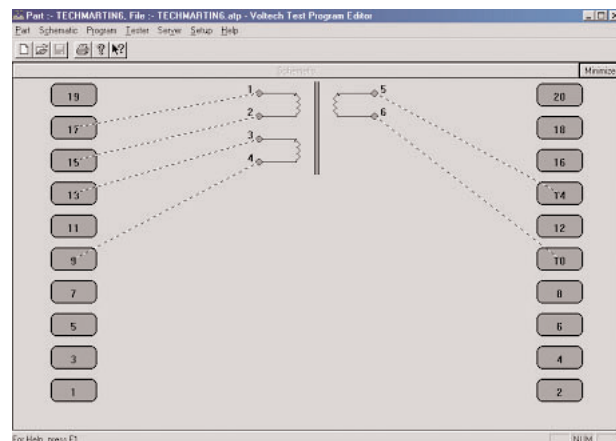 Part :- TECHMARTING, File :- TECHMARTING.atp - Voltech Test Program Editor
Part Schematic Program Tester Server Setup Help
Schematic Minimize
19 1 5 20
17 2 6 18
15 3 16
13 4 14
11 12
9 10
7 8
5 6
3 4
1 2
For Help, press F1 NUM